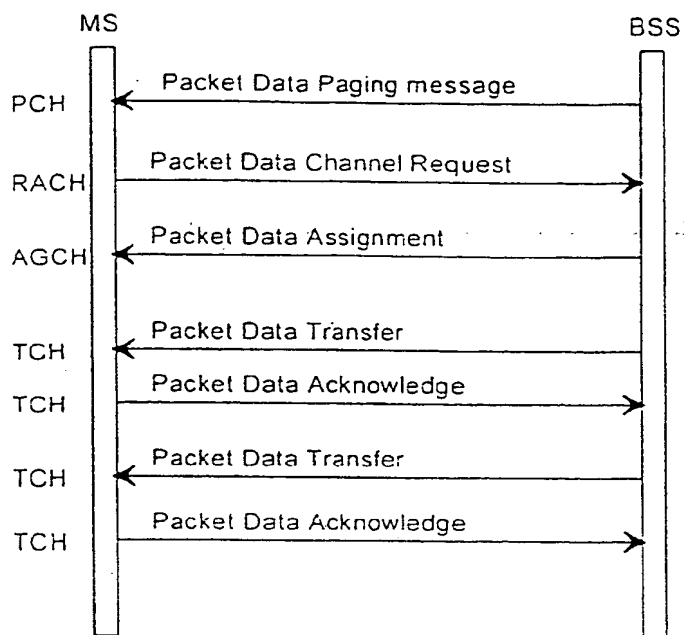 MS
BSS
Packet Data Paging message
PCH
Packet Data Channel Request
RACH
Packet Data Assignment
AGCH
Packet Data Transfer
TCH
Packet Data Acknowledge
TCH
Packet Data Transfer
TCH
Packet Data Acknowledge
TCH